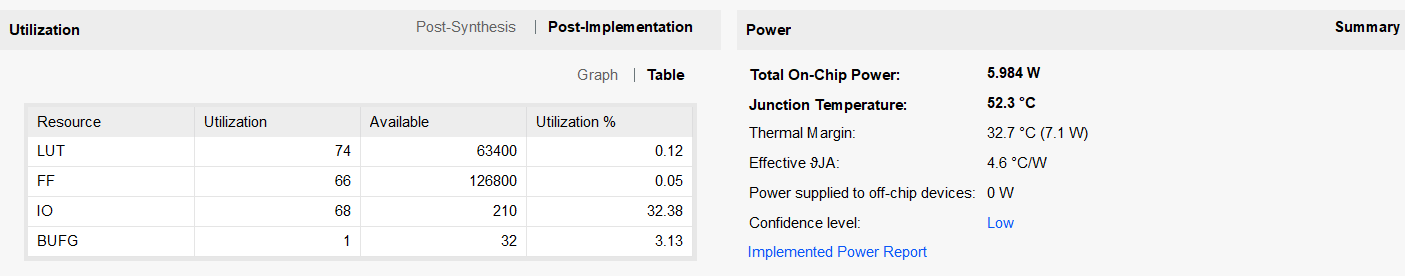 Utilization Post-Synthesis | Post-Implementation
Graph | Table
Resource Utilization Available Utilization %
LUT 74 63400 0.12
FF 66 126800 0.05
IO 68 210 32.38
BUFG 1 32 3.13
Power Summary
Total On-Chip Power: 5.984 W
Junction Temperature: 52.3 °C
Thermal Margin: 32.7 °C (7.1 W)
Effective ϑJA: 4.6 °C/W
Power supplied to off-chip devices: 0 W
Confidence level: Low
Implemented Power Report